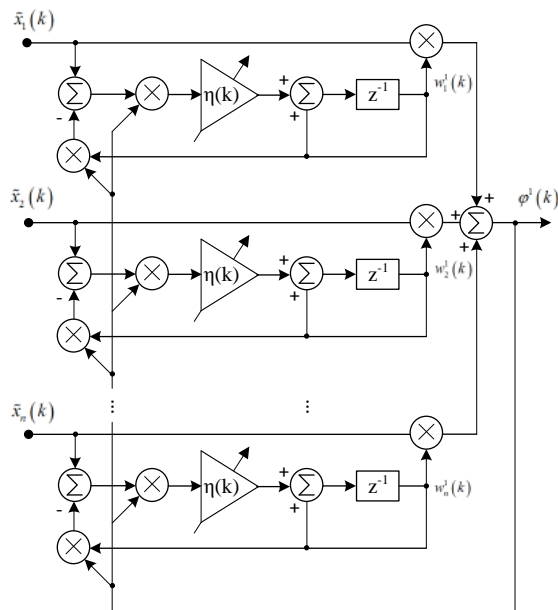 x̃₁(k)
×
Σ
×
η(k)
+
Σ
z⁻¹
w₁¹(k)
-
+
×
x̃₂(k)
×
+
+
Σ
φ¹(k)
+
Σ
×
η(k)
+
Σ
z⁻¹
w₂¹(k)
-
+
×
⋮
⋮
x̃ₙ(k)
×
Σ
×
η(k)
+
Σ
z⁻¹
wₙ¹(k)
-
+
×